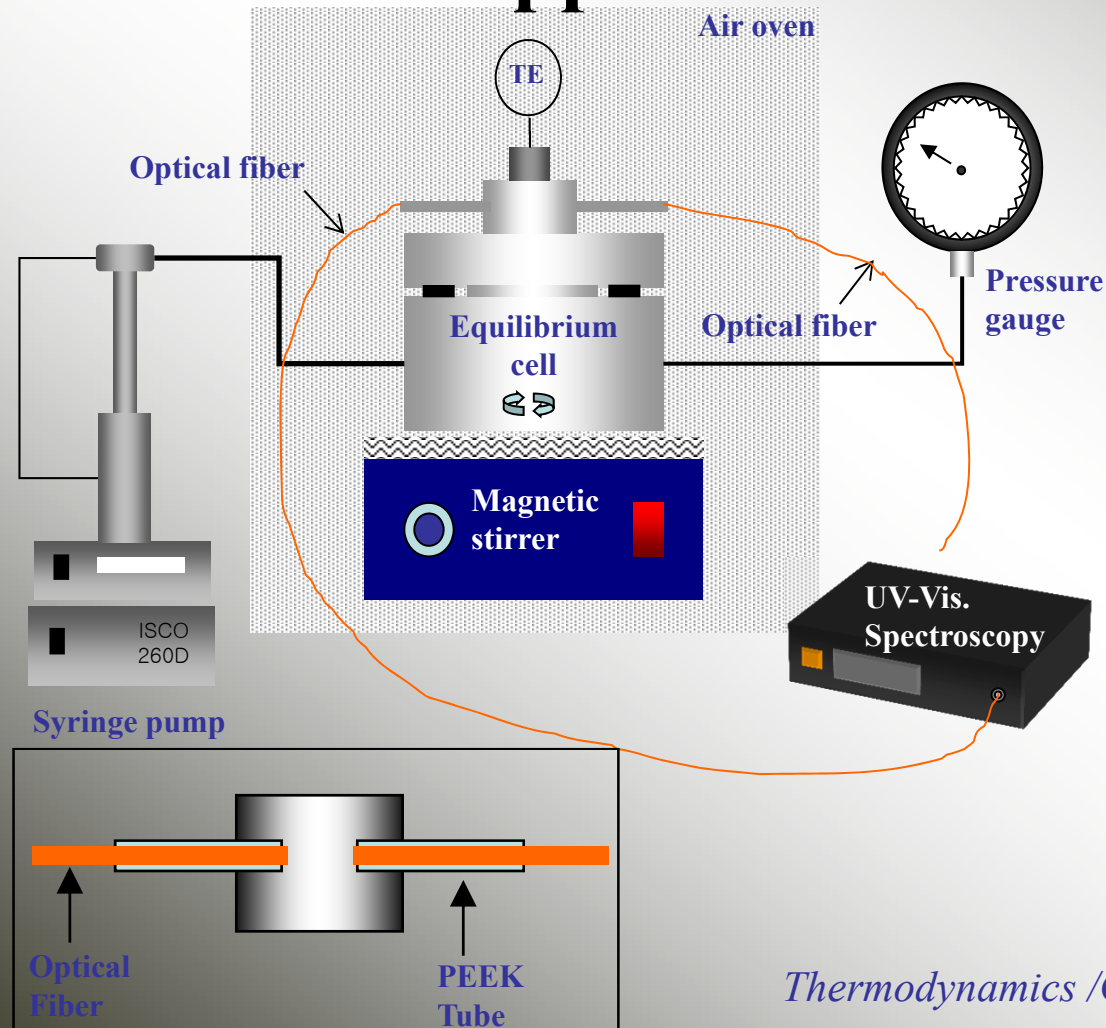 Air oven
TE
Optical fiber
Pressure
gauge
Equilibrium
cell
Optical fiber
Magnetic
stirrer
UV-Vis.
Spectroscopy
ISCO
260D
Syringe pump
Optical
Fiber
PEEK
Tube
Thermodynamics /